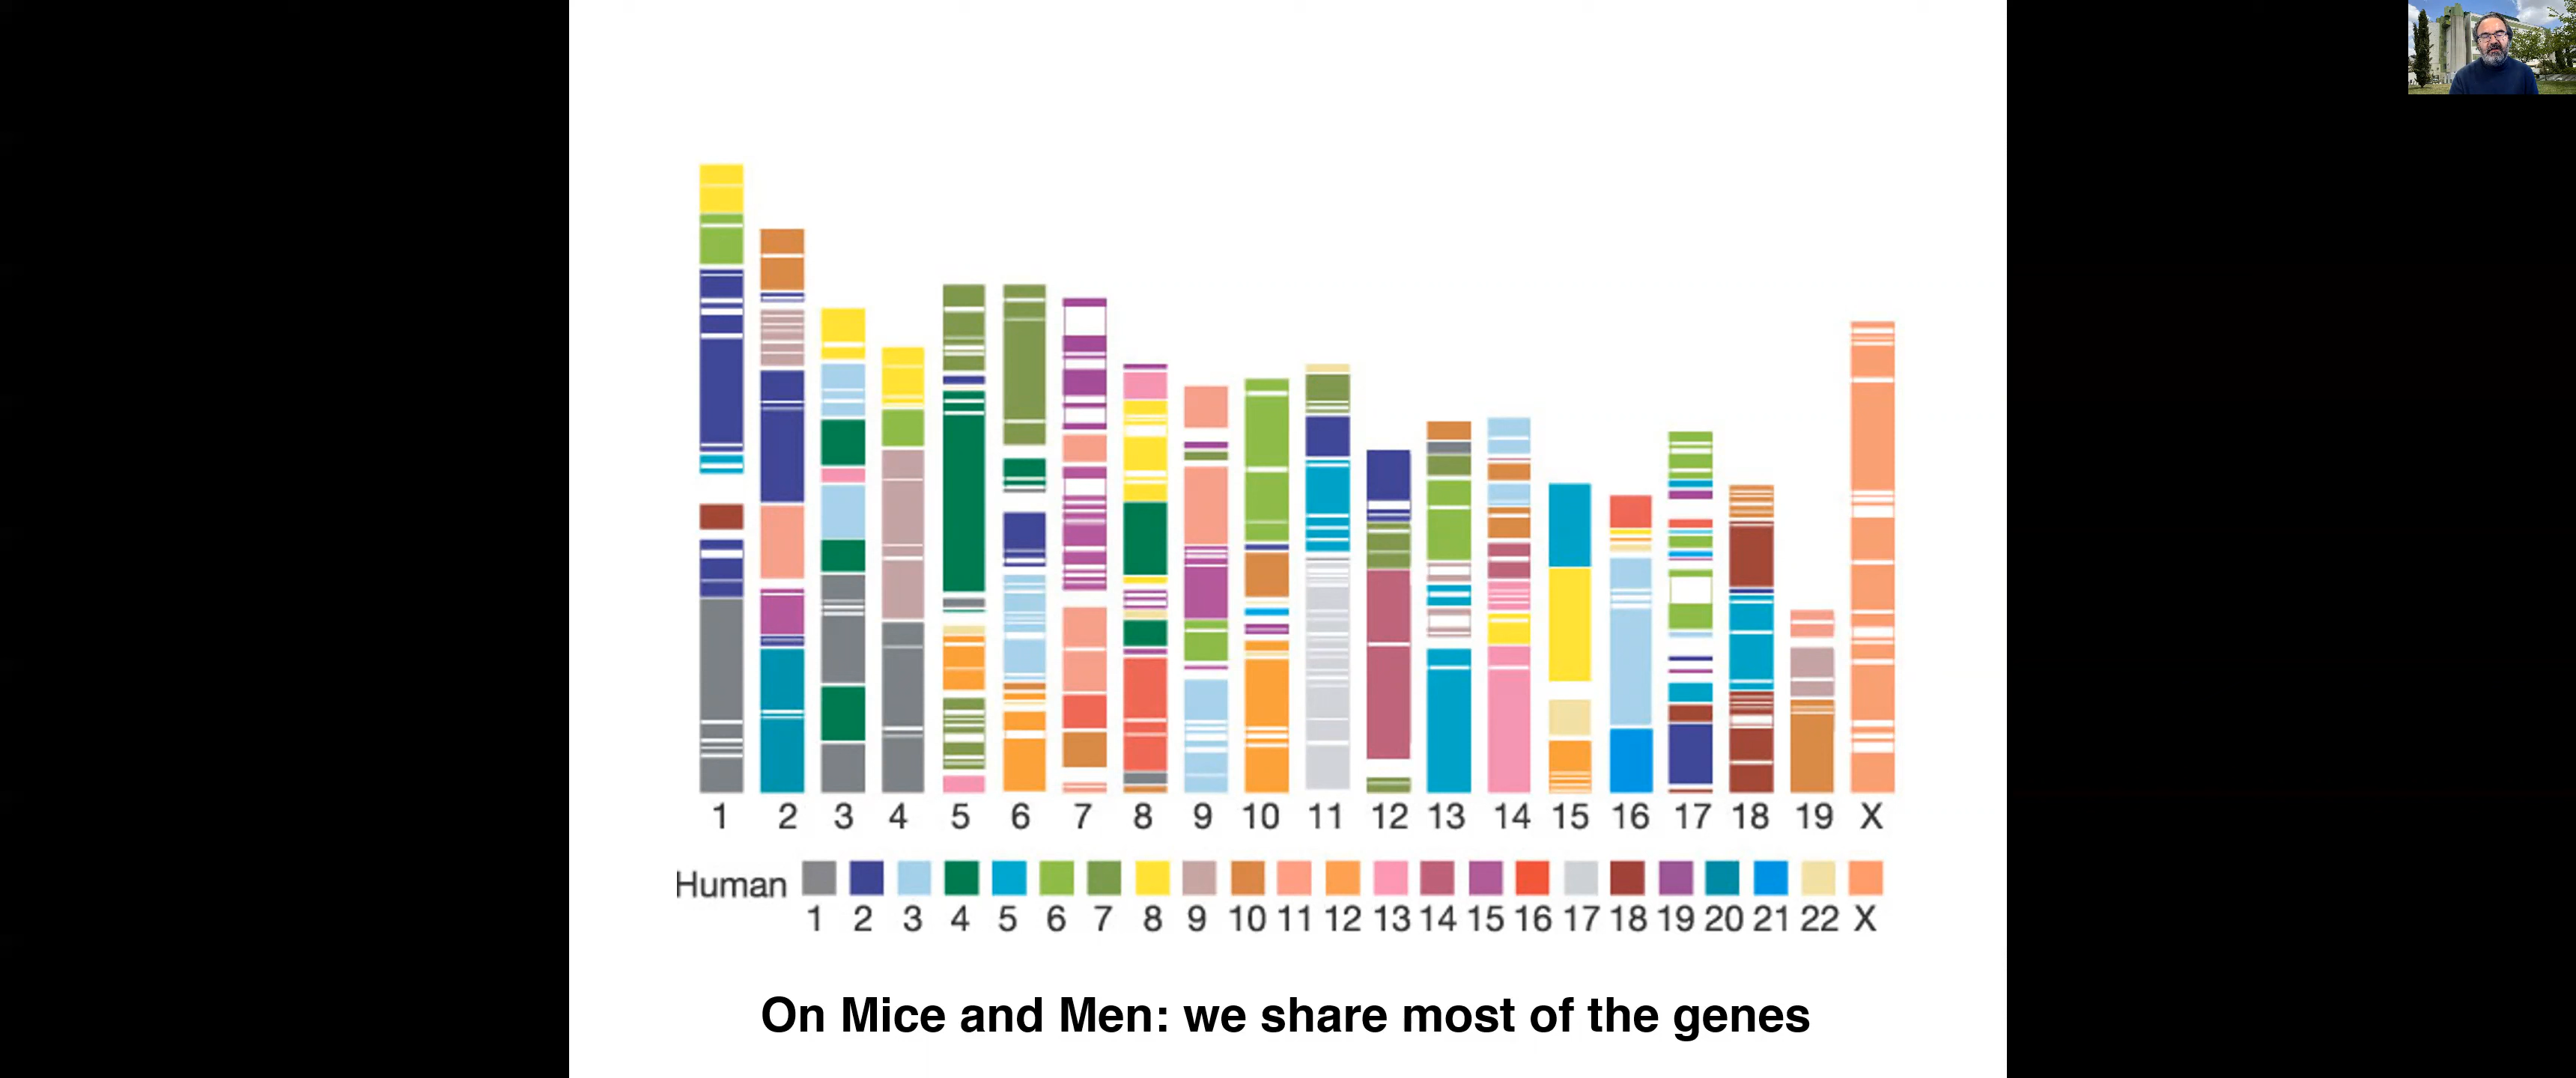 1 2 3 4 5 6 7 8 9 10 11 12 13 14 15 16 17 18 19 X
Human
1 2 3 4 5 6 7 8 9 10 11 12 13 14 15 16 17 18 19 20 21 22 X
On Mice and Men: we share most of the genes